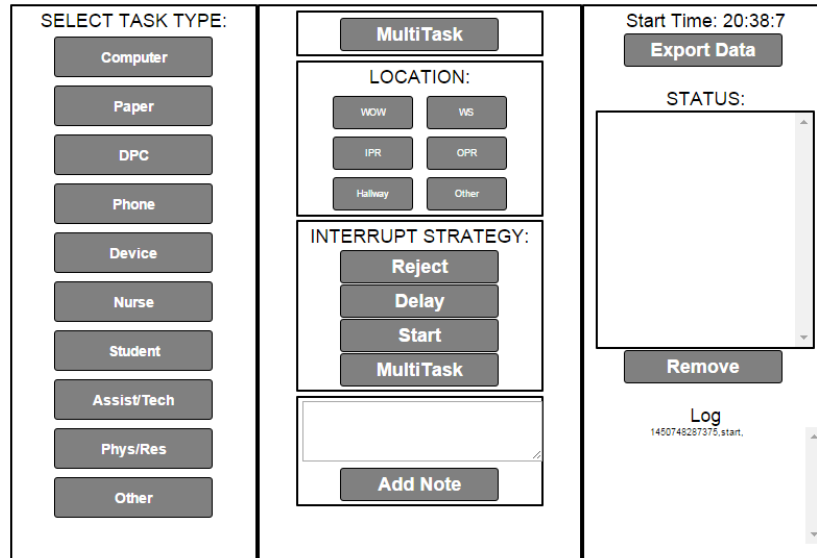 SELECT TASK TYPE:
Computer
Paper
DPC
Phone
Device
Nurse
Student
Assist/Tech
Phys/Res
Other
MultiTask
LOCATION:
WOW WS
IPR OPR
Hallway Other
INTERRUPT STRATEGY:
Reject
Delay
Start
MultiTask
Add Note
Start Time: 20:38:7
Export Data
STATUS:
Remove
Log
1450748287375,start,